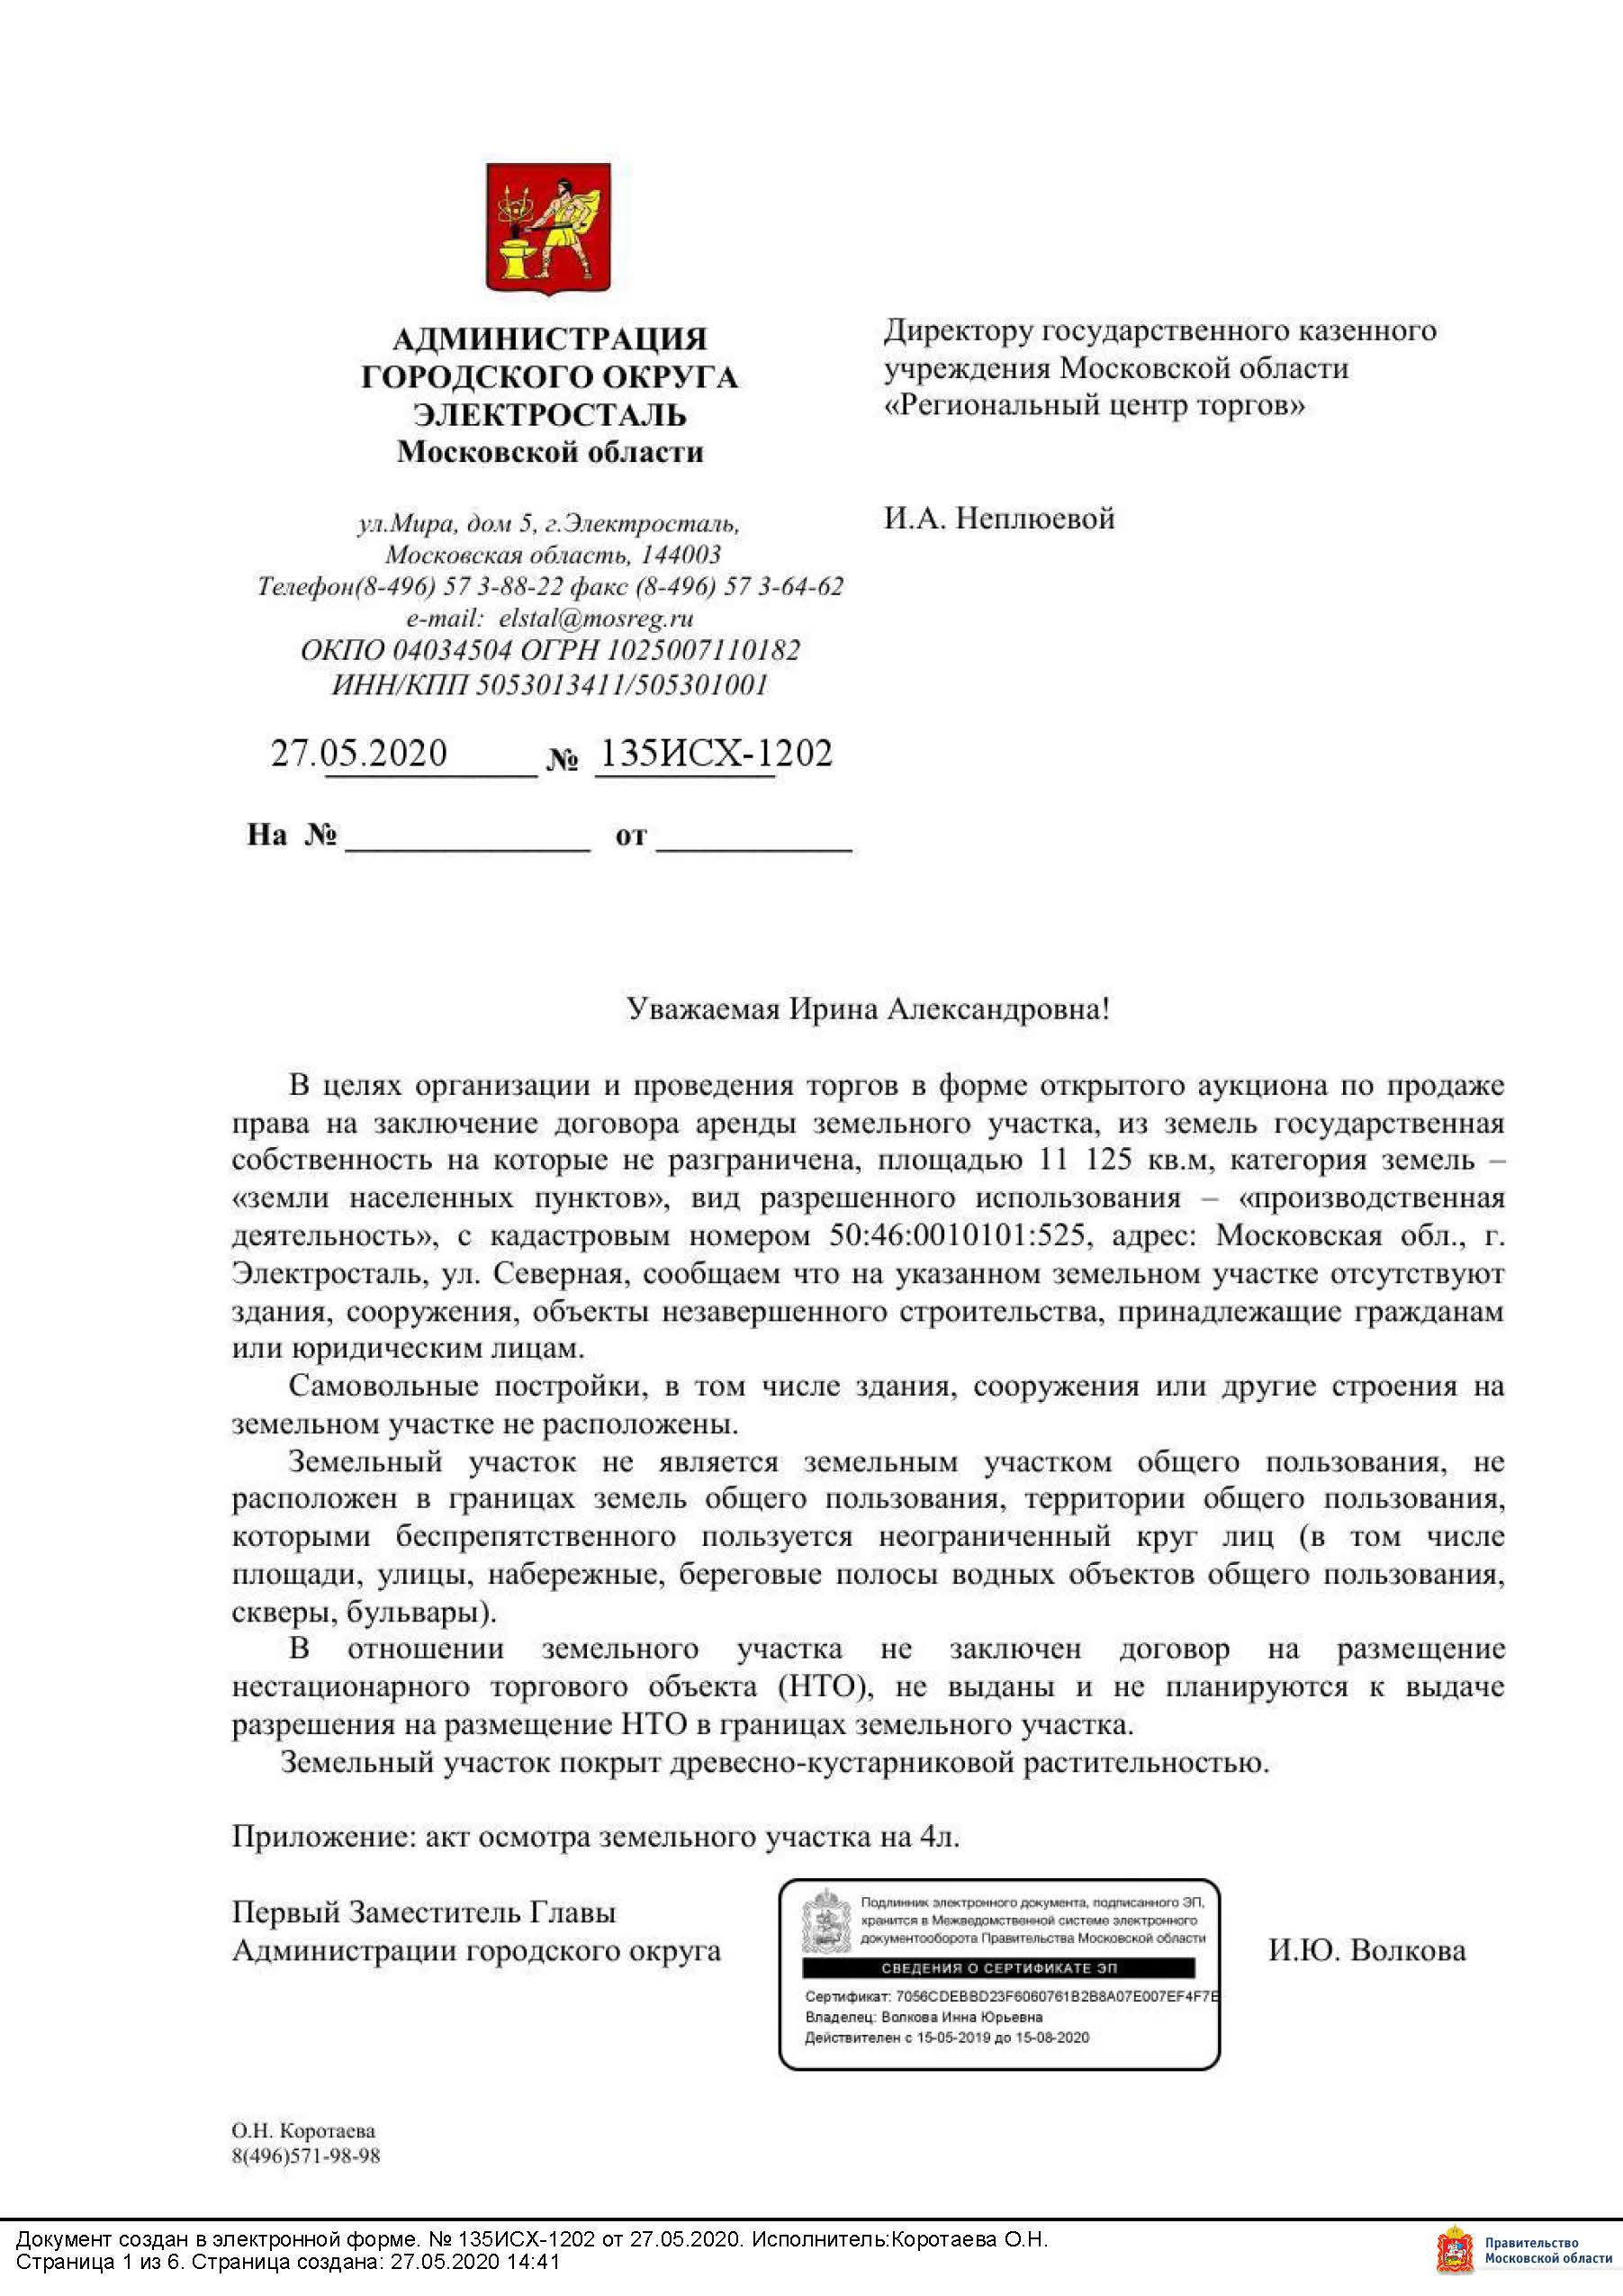 АДМИНИСТРАЦИЯ
ГОРОДСКОГО ОКРУГА
ЭЛЕКТРОСТАЛЬ
Московской области
ул.Мира, дом 5, г.Электросталь,
Московская область, 144003
Телефон(8-496) 57 3-88-22 факс (8-496) 57 3-64-62
e-mail: elstal@mosreg.ru
ОКПО 04034504 ОГРН 1025007110182
ИНН/КПП 5053013411/505301001
27.05.2020 № 135ИСХ-1202
На № от
Директору государственного казенного
учреждения Московской области
«Региональный центр торгов»
И.А. Неплюевой
Уважаемая Ирина Александровна!
В целях организации и проведения торгов в форме открытого аукциона по продаже
права на заключение договора аренды земельного участка, из земель государственная
собственность на которые не разграничена, площадью 11 125 кв.м, категория земель –
«земли населенных пунктов», вид разрешенного использования – «производственная
деятельность», с кадастровым номером 50:46:0010101:525, адрес: Московская обл., г.
Электросталь, ул. Северная, сообщаем что на указанном земельном участке отсутствуют
здания, сооружения, объекты незавершенного строительства, принадлежащие гражданам
или юридическим лицам.
Самовольные постройки, в том числе здания, сооружения или другие строения на
земельном участке не расположены.
Земельный участок не является земельным участком общего пользования, не
расположен в границах земель общего пользования, территории общего пользования,
которыми беспрепятственного пользуется неограниченный круг лиц (в том числе
площади, улицы, набережные, береговые полосы водных объектов общего пользования,
скверы, бульвары).
В отношении земельного участка не заключен договор на размещение
нестационарного торгового объекта (НТО), не выданы и не планируются к выдаче
разрешения на размещение НТО в границах земельного участка.
Земельный участок покрыт древесно-кустарниковой растительностью.
Приложение: акт осмотра земельного участка на 4л.
Первый Заместитель Главы
Администрации городского округа
Подлинник электронного документа, подписанного ЭП,
хранится в Межведомственной системе электронного
документооборота Правительства Московской области
СВЕДЕНИЯ О СЕРТИФИКАТЕ ЭП
Сертификат: 7056CDEBBD23F6060761B2B8A07E007EF4F7E
Владелец: Волкова Инна Юрьевна
Действителен с 15-05-2019 до 15-08-2020
И.Ю. Волкова
О.Н. Коротаева
8(496)571-98-98
Документ создан в электронной форме. № 135ИСХ-1202 от 27.05.2020. Исполнитель:Коротаева О.Н.
Страница 1 из 6. Страница создана: 27.05.2020 14:41
Правительство
Московской области